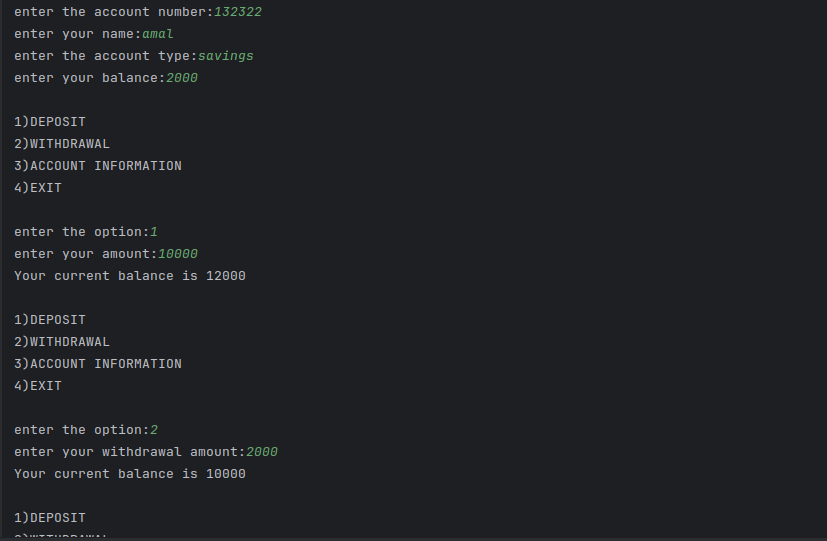 enter the account number:132322
enter your name:amal
enter the account type:savings
enter your balance:2000
1)DEPOSIT
2)WITHDRAWAL
3)ACCOUNT INFORMATION
4)EXIT
enter the option:1
enter your amount:10000
Your current balance is 12000
1)DEPOSIT
2)WITHDRAWAL
3)ACCOUNT INFORMATION
4)EXIT
enter the option:2
enter your withdrawal amount:2000
Your current balance is 10000
1)DEPOSIT
2)WITHDRAWAL